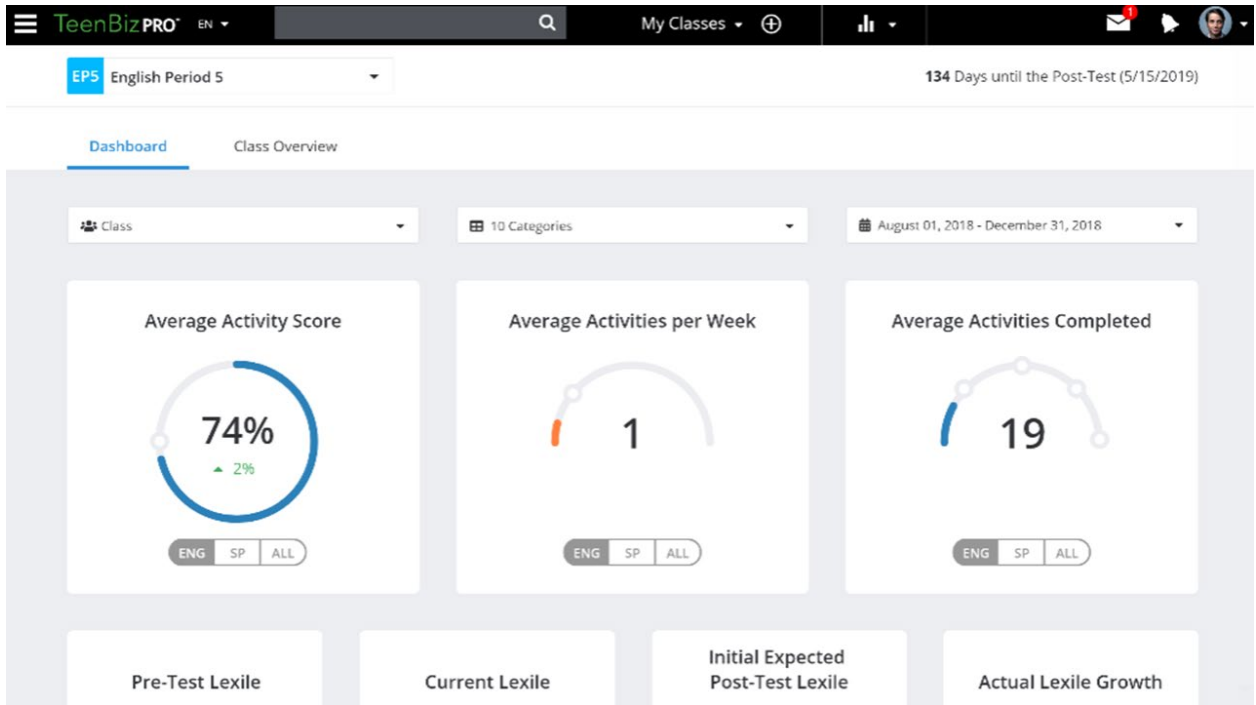 TeenBizPRO™ EN My Classes 1
EP5 English Period 5 134 Days until the Post-Test (5/15/2019)
Dashboard Class Overview
Class 10 Categories August 01, 2018 - December 31, 2018
Average Activity Score Average Activities per Week Average Activities Completed
74% 1 19
2%
ENG SP ALL ENG SP ALL ENG SP ALL
Pre-Test Lexile Current Lexile Initial Expected Post-Test Lexile Actual Lexile Growth